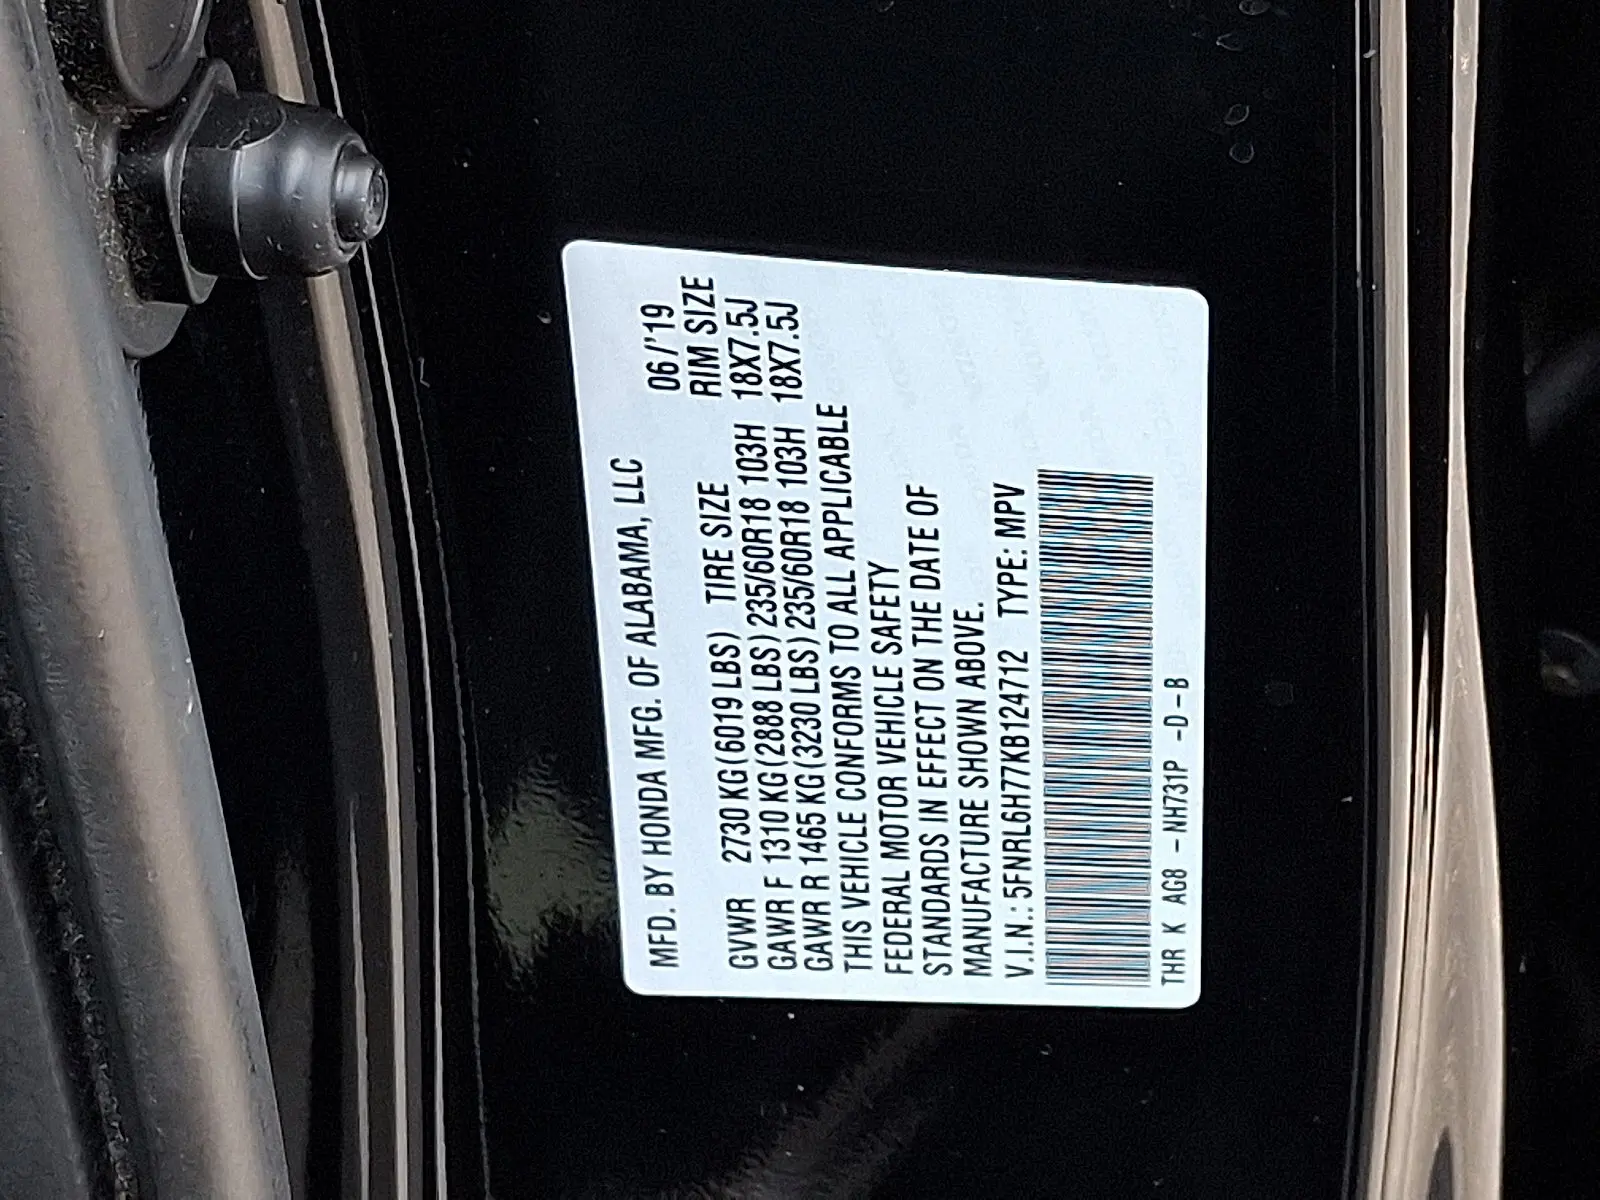 MFD. BY HONDA MFG. OF ALABAMA, LLC 06/'19
GVWR 2730 KG (6019 LBS) TIRE SIZE RIM SIZE
GAWR F 1310 KG (2888 LBS) 235/60R18 103H 18X7.5J
GAWR R 1465 KG (3230 LBS) 235/60R18 103H 18X7.5J
THIS VEHICLE CONFORMS TO ALL APPLICABLE
FEDERAL MOTOR VEHICLE SAFETY
STANDARDS IN EFFECT ON THE DATE OF
MANUFACTURE SHOWN ABOVE.
V.I.N.: 5FNRL6H77KB124712 TYPE: MPV
THR K AG8 -NH731P -D-B